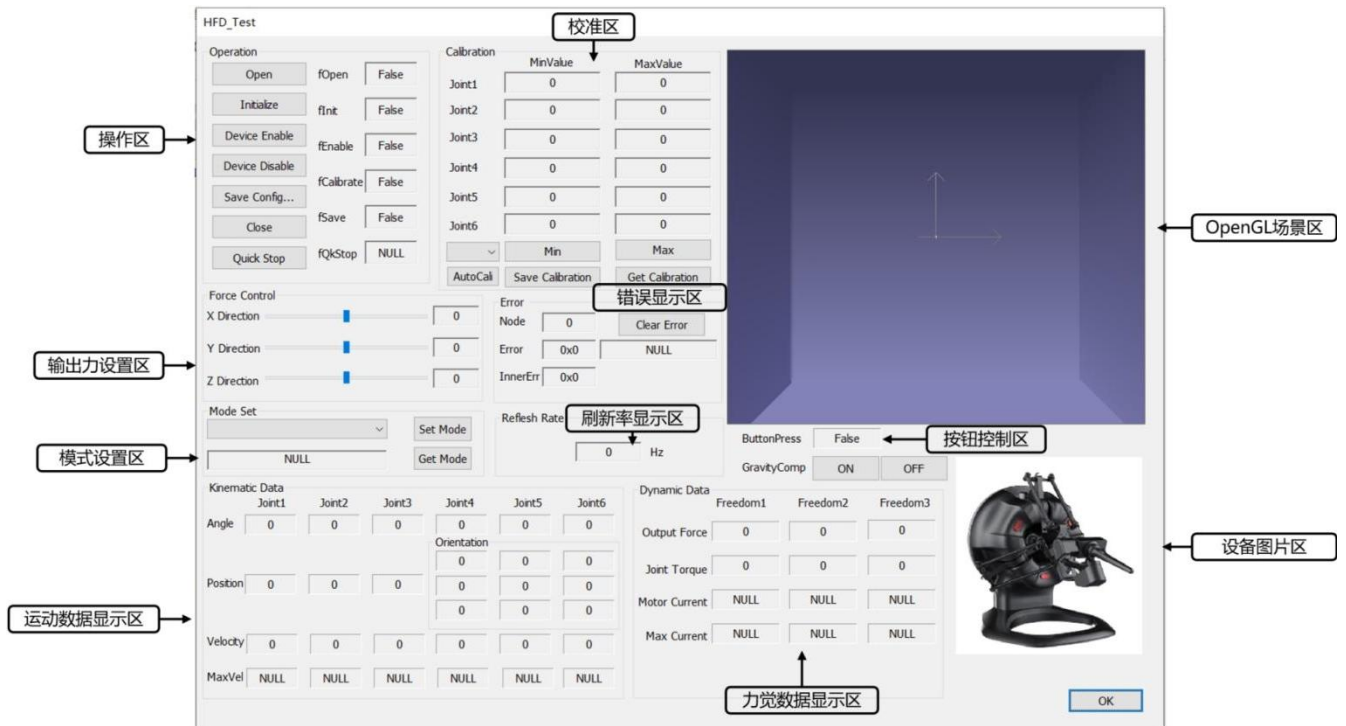 HFD_Test
校准区
Operation
Open
fOpen
False
Initialize
fInit
False
Device Enable
fEnable
False
Device Disable
fCalibrate
False
Save Config...
fSave
False
Close
Quick Stop
fQkStop
NULL
操作区
Calibration
MinValue
MaxValue
Joint1
0
0
Joint2
0
0
Joint3
0
0
Joint4
0
0
Joint5
0
0
Joint6
0
0
Min
Max
AutoCali
Save Calibration
Get Calibration
OpenGL场景区
Force Control
X Direction
0
Y Direction
0
Z Direction
0
输出力设置区
Error
错误显示区
Node
0
Clear Error
Error
0x0
NULL
InnerErr
0x0
Mode Set
Set Mode
NULL
Get Mode
模式设置区
Reflesh Rate
刷新率显示区
0
Hz
ButtonPress
False
按钮控制区
GravityComp
ON
OFF
Kinematic Data
Joint1
Joint2
Joint3
Joint4
Joint5
Joint6
Angle
0
0
0
0
0
0
Orientation
0
0
0
Position
0
0
0
0
0
0
0
0
0
运动数据显示区
Velocity
0
0
0
0
0
0
MaxVel
NULL
NULL
NULL
NULL
NULL
NULL
Dynamic Data
Freedom1
Freedom2
Freedom3
Output Force
0
0
0
Joint Torque
0
0
0
Motor Current
NULL
NULL
NULL
Max Current
NULL
NULL
NULL
力觉数据显示区
设备图片区
OK